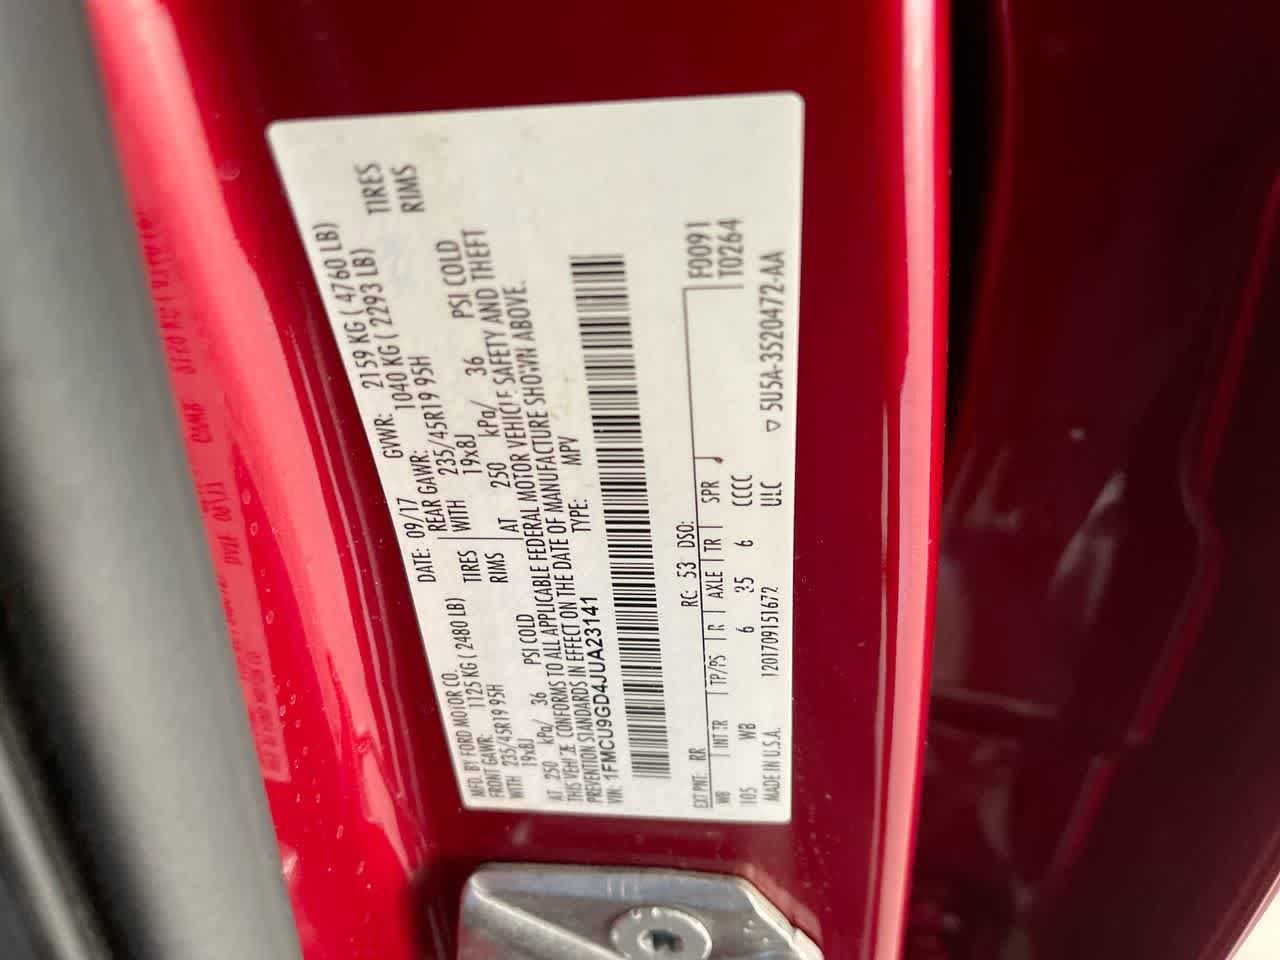 MFD. BY FORD MOTOR CO.
DATE: 09/17 GVWR: 2159 KG ( 4760 LB)
FRONT GAWR: 1125 KG ( 2480 LB)
REAR GAWR: 1040 KG ( 2293 LB)
WITH 235/45R19 95H TIRES
WITH 235/45R19 95H TIRES
19x8J RIMS
19x8J RIMS
AT 250 kPa/ 36 PSI COLD
AT 250 kPa/ 36 PSI COLD
THIS VEHICLE CONFORMS TO ALL APPLICABLE FEDERAL MOTOR VEHICLE SAFETY AND THEFT
PREVENTION STANDARDS IN EFFECT ON THE DATE OF MANUFACTURE SHOWN ABOVE.
VIN: 1FMCU9GD4JUA23141 TYPE: MPV
F0091
T0264
EXT PNT: RR RC: 53 DSO:
WB INT TR TP/PS R AXLE TR SPR
105 WB 6 35 6 CCCC
MADE IN U.S.A. 1201709151672 ULC ▽ 5U5A-3520472-AA